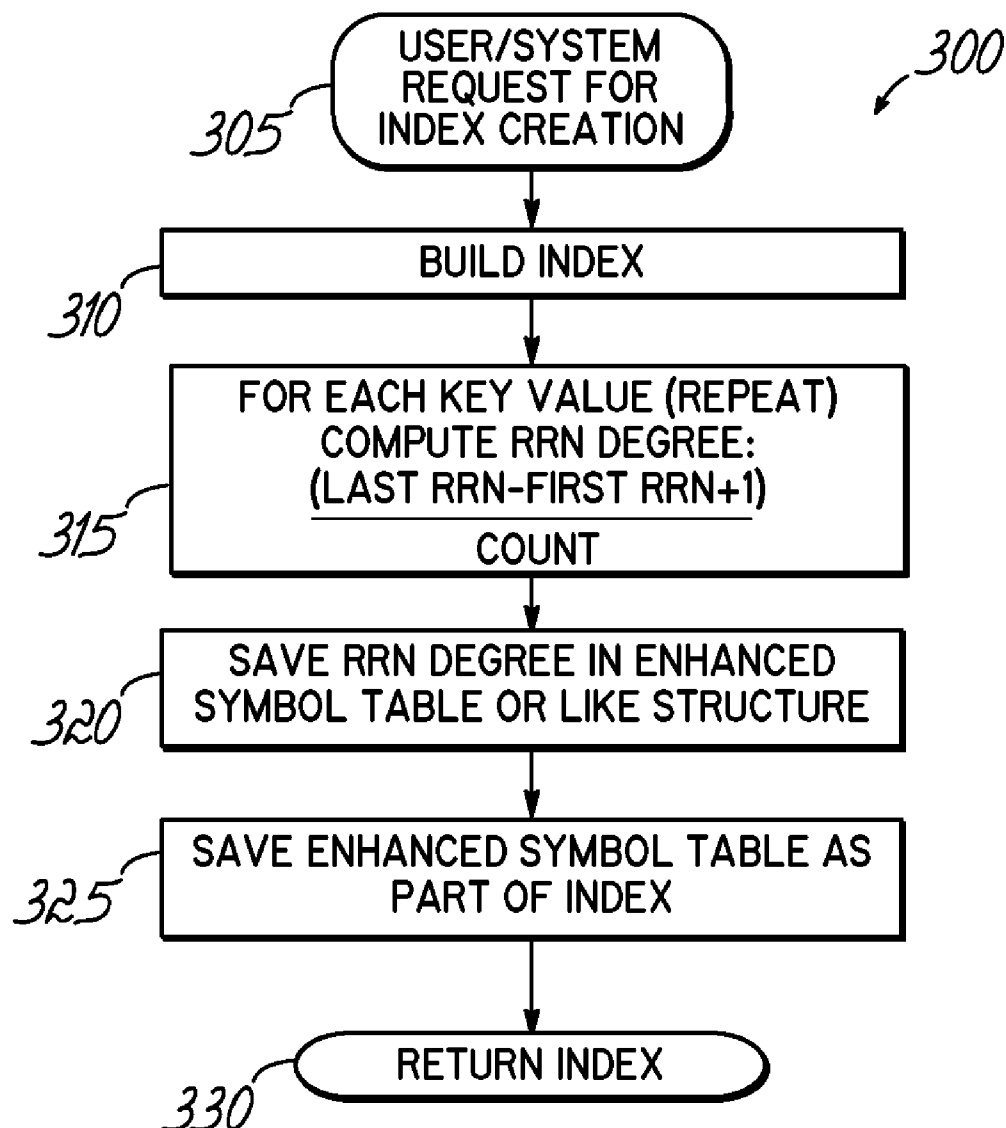 300
USER/SYSTEM
REQUEST FOR
INDEX CREATION
305
BUILD INDEX
310
FOR EACH KEY VALUE (REPEAT)
COMPUTE RRN DEGREE:
(LAST RRN-FIRST RRN+1)
COUNT
315
SAVE RRN DEGREE IN ENHANCED
SYMBOL TABLE OR LIKE STRUCTURE
320
SAVE ENHANCED SYMBOL TABLE AS
PART OF INDEX
325
RETURN INDEX
330